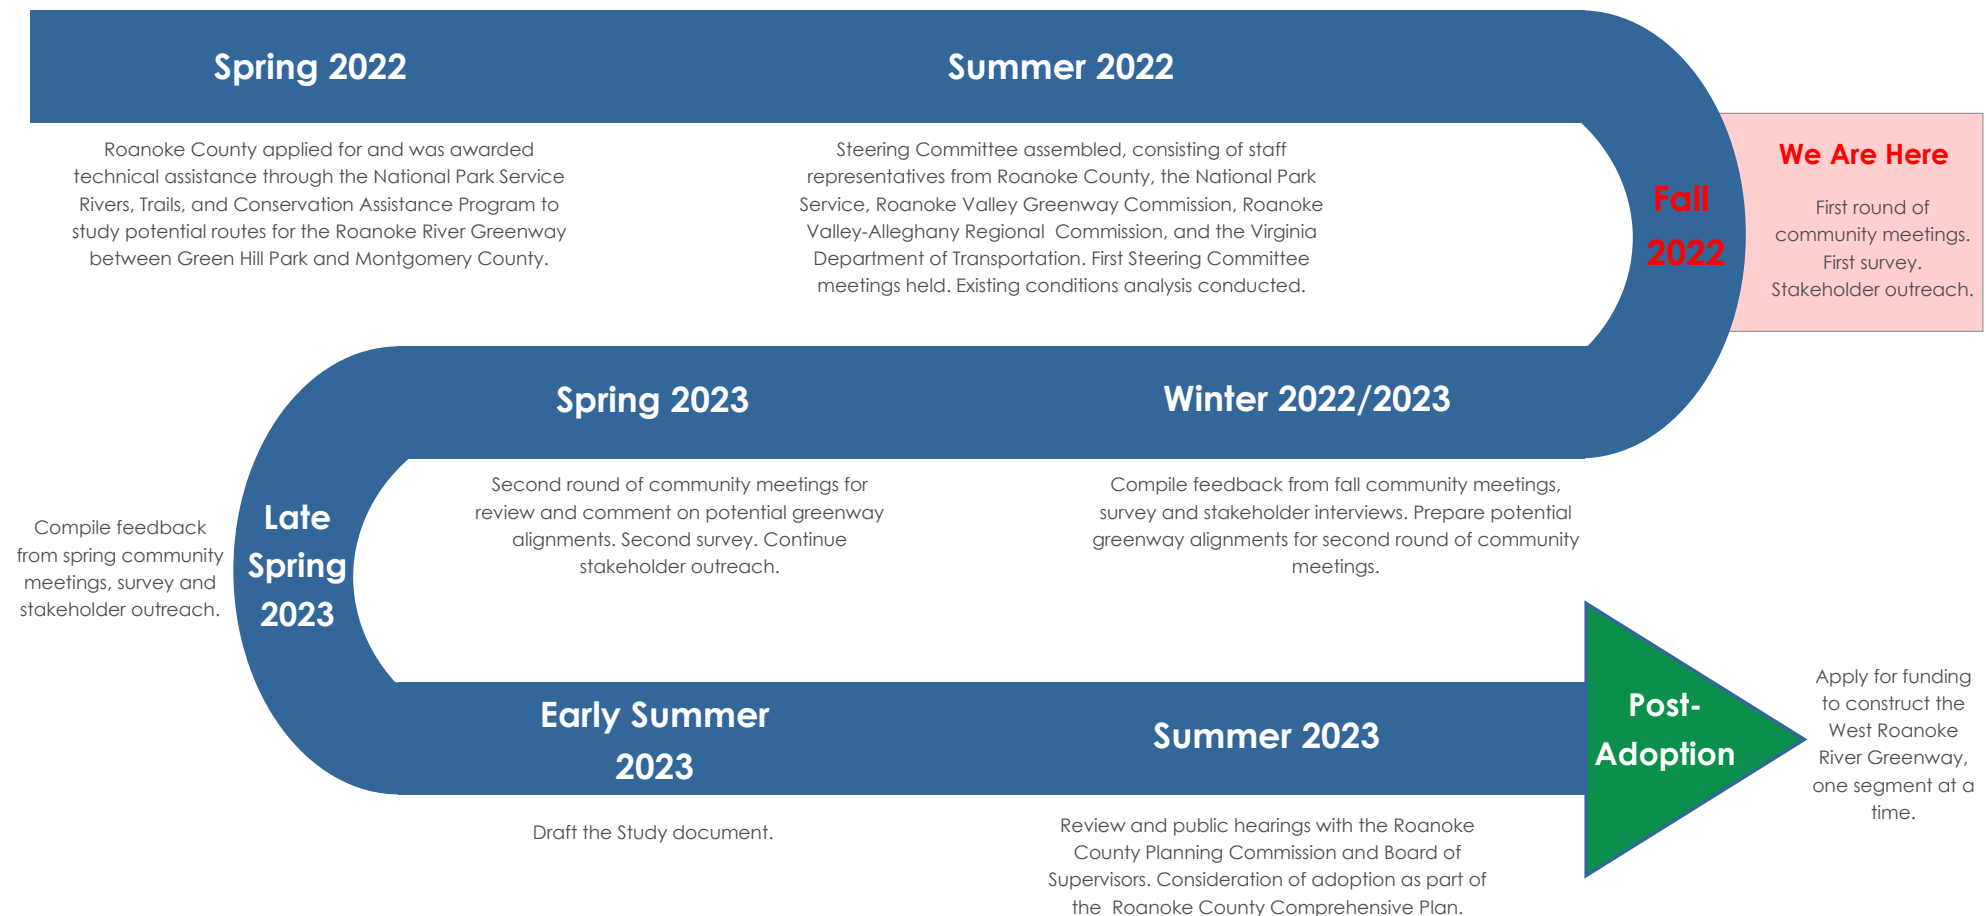 Spring 2022
Roanoke County applied for and was awarded
technical assistance through the National Park Service
Rivers, Trails, and Conservation Assistance Program to
study potential routes for the Roanoke River Greenway
between Green Hill Park and Montgomery County.
Summer 2022
Steering Committee assembled, consisting of staff
representatives from Roanoke County, the National Park
Service, Roanoke Valley Greenway Commission, Roanoke
Valley-Alleghany Regional Commission, and the Virginia
Department of Transportation. First Steering Committee
meetings held. Existing conditions analysis conducted.
Fall
2022
We Are Here
First round of
community meetings.
First survey.
Stakeholder outreach.
Winter 2022/2023
Compile feedback from fall community meetings,
survey and stakeholder interviews. Prepare potential
greenway alignments for second round of community
meetings.
Spring 2023
Second round of community meetings for
review and comment on potential greenway
alignments. Second survey. Continue
stakeholder outreach.
Late
Spring
2023
Compile feedback
from spring community
meetings, survey and
stakeholder outreach.
Early Summer
2023
Draft the Study document.
Summer 2023
Review and public hearings with the Roanoke
County Planning Commission and Board of
Supervisors. Consideration of adoption as part of
the Roanoke County Comprehensive Plan.
Post-
Adoption
Apply for funding
to construct the
West Roanoke
River Greenway,
one segment at a
time.